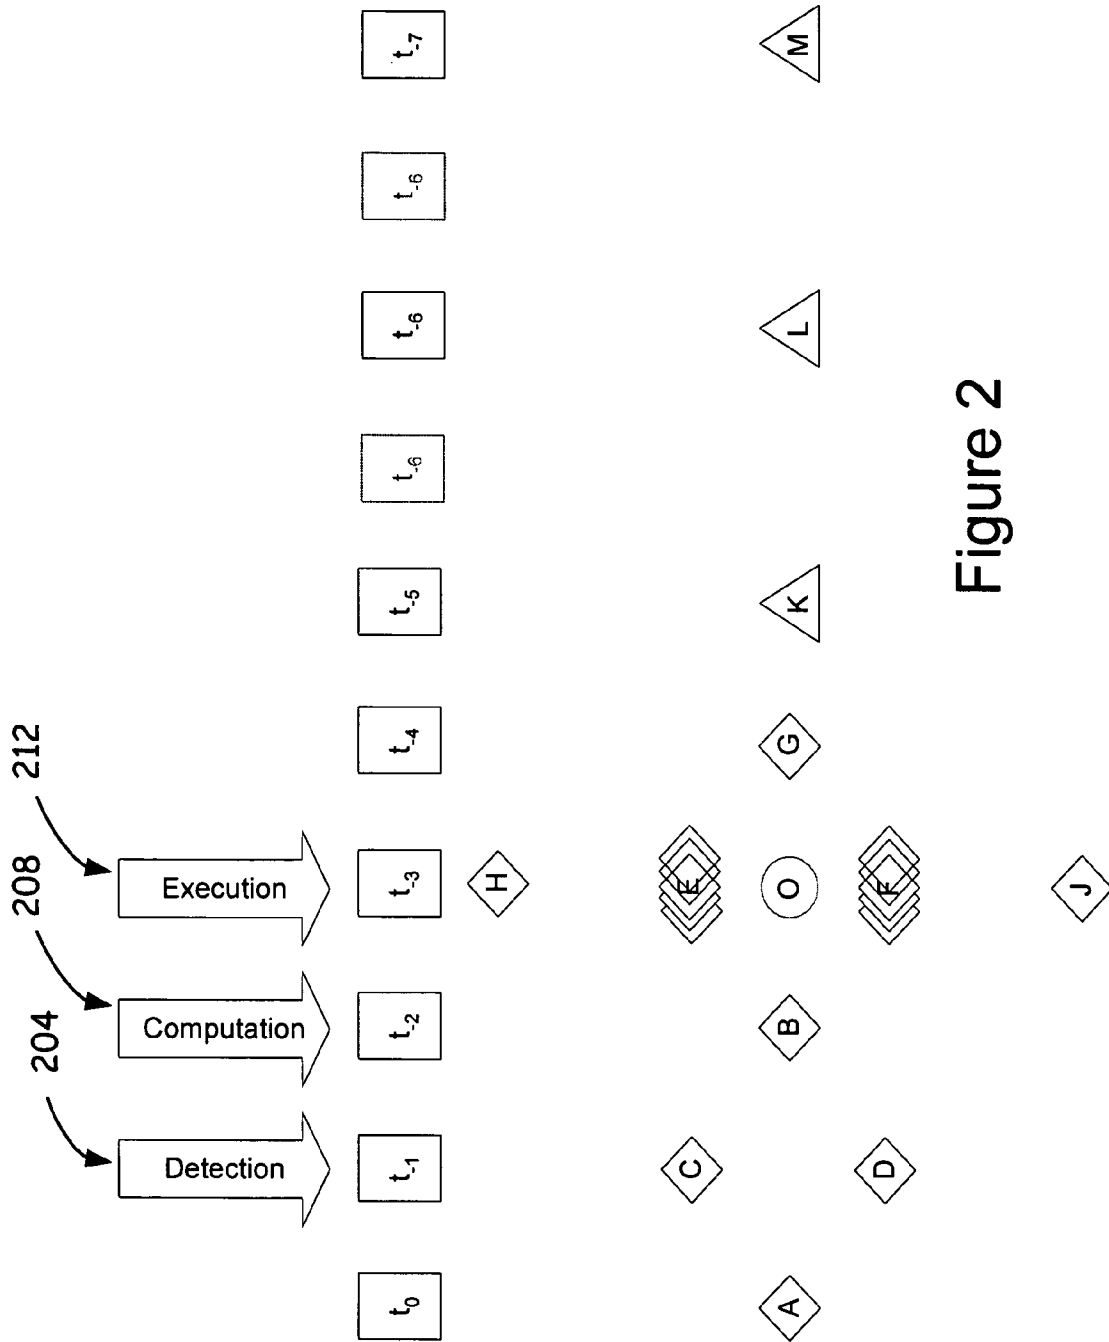 204
208
212
Detection
Computation
Execution
t0
t-1
t-2
t-3
t-4
t-5
t-6
t-6
t-6
t-7
H
C
E
A
B
O
G
K
L
M
D
F
J
Figure 2